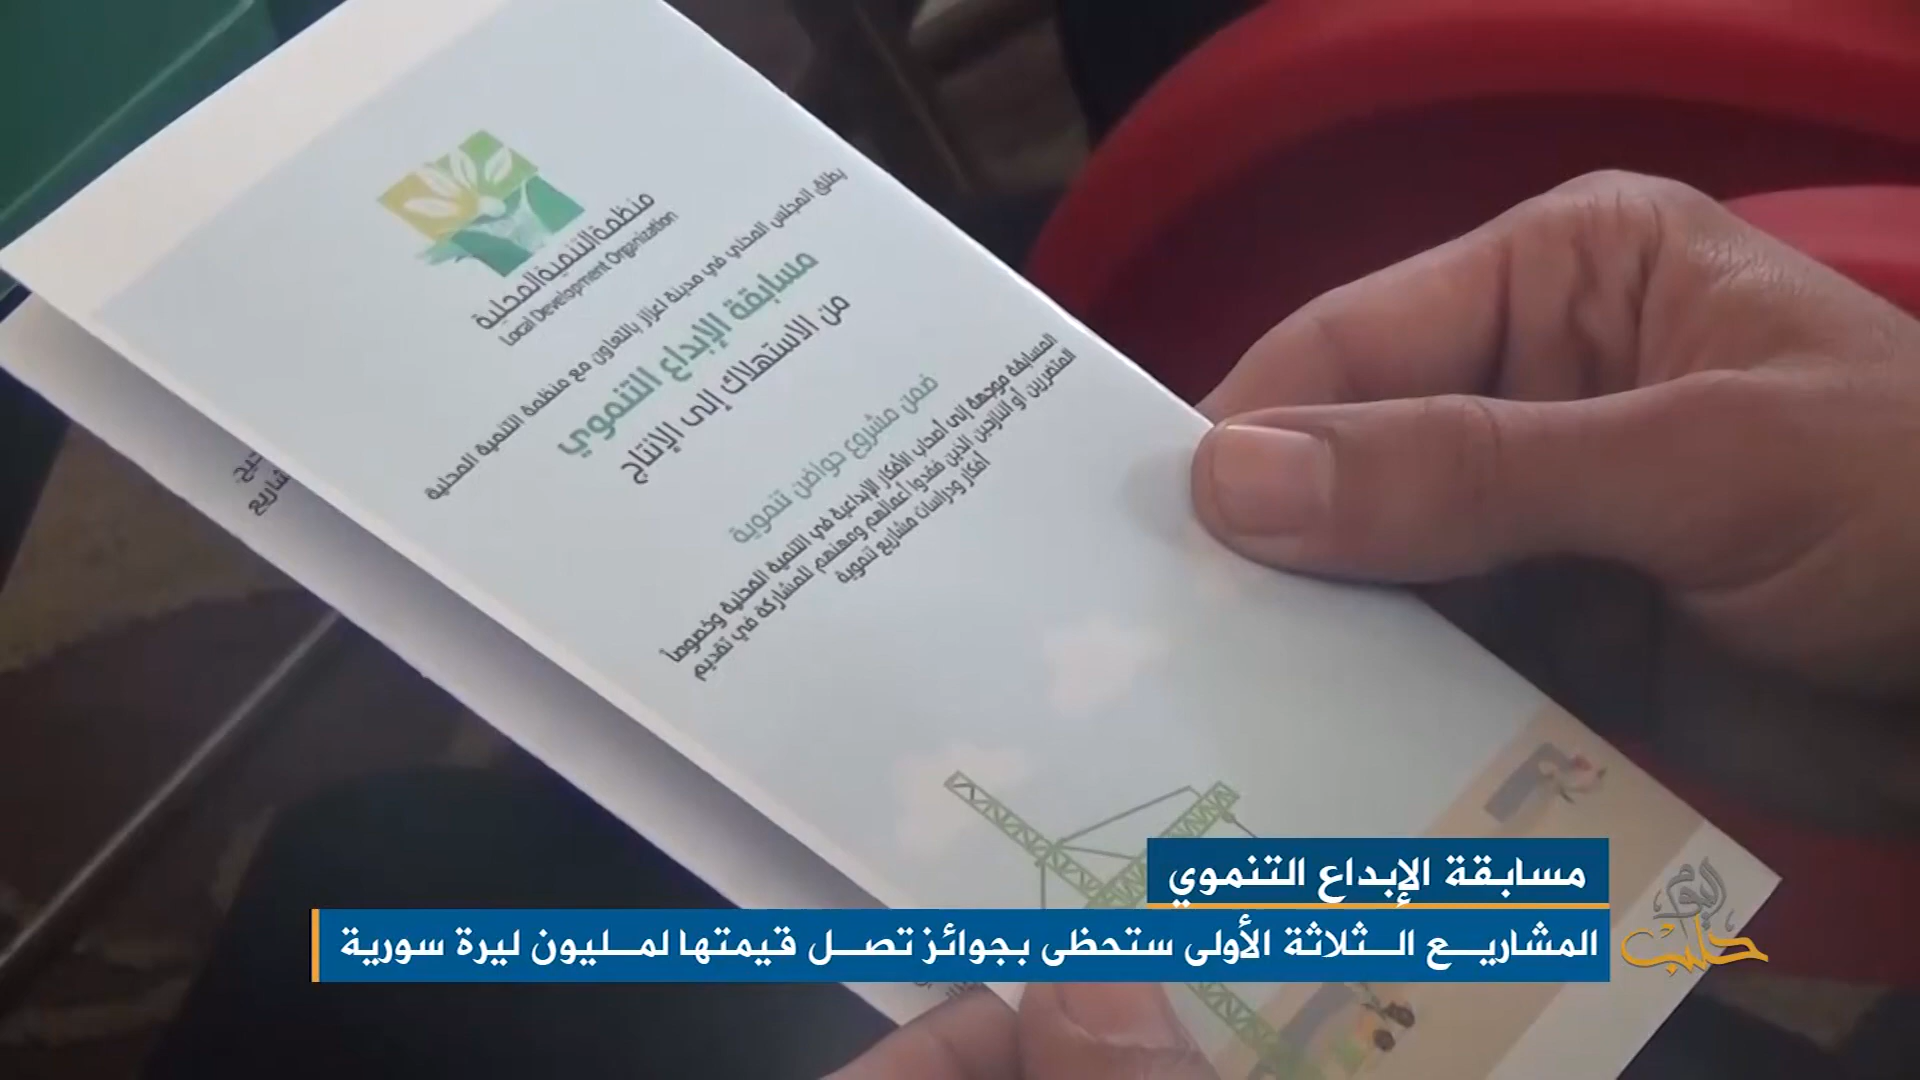 منظمة التنمية المحلية
Local Development Organization
يطلق المجلس المحلي في مدينة اعزاز بالتعاون مع منظمة التنمية المحلية
مسابقة الإبداع التنموي
من الاستهلاك إلى الإنتاج
ضمن مشروع حواضن تنموية
المسابقة موجهة إلى أصحاب الأفكار الإبداعية في التنمية المحلية وخصوصاً
المتضررين أو النازحين الذين فقدوا أعمالهم ومهنهم للمشاركة في تقديم
أفكار ودراسات مشاريع تنموية
مسابقة الإبداع التنموي
المشاريع الثلاثة الأولى ستحظى بجوائز تصل قيمتها لمليون ليرة سورية
حلب
اليوم